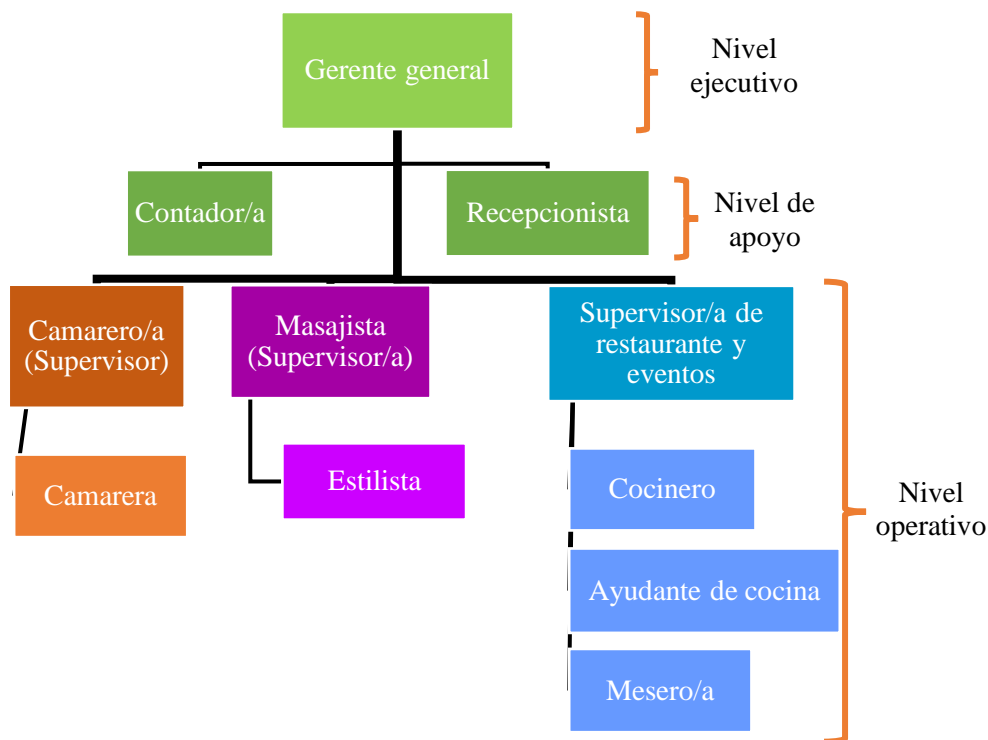 Gerente general
Nivel
ejecutivo
Contador/a
Recepcionista
Nivel de
apoyo
Camarero/a
(Supervisor)
Masajista
(Supervisor/a)
Supervisor/a de
restaurante y
eventos
Camarera
Estilista
Cocinero
Nivel
operativo
Ayudante de cocina
Mesero/a